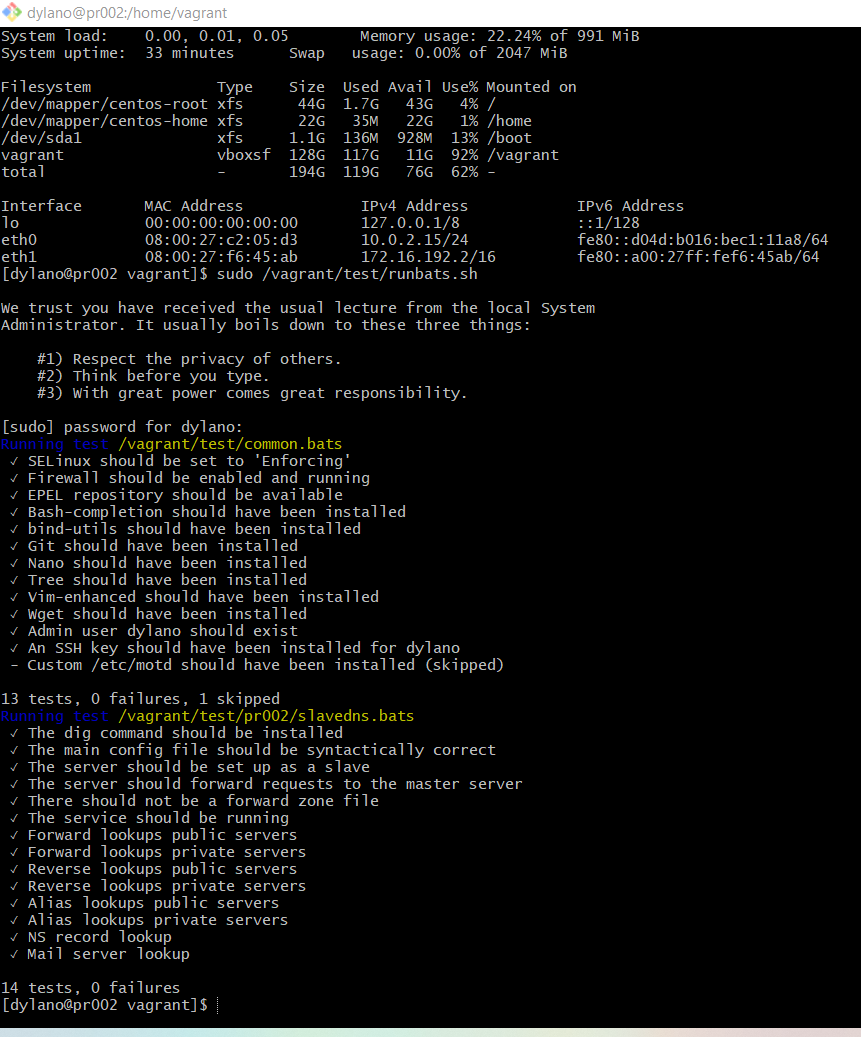 dylano@pr002:/home/vagrant
System load:    0.00, 0.01, 0.05        Memory usage: 22.24% of 991 MiB
System uptime:  33 minutes      Swap   usage: 0.00% of 2047 MiB
Filesystem              Type    Size  Used Avail Use% Mounted on
/dev/mapper/centos-root xfs      44G  1.7G   43G   4% /
/dev/mapper/centos-home xfs      22G   35M   22G   1% /home
/dev/sda1               xfs     1.1G  136M  928M  13% /boot
vagrant                 vboxsf  128G  117G   11G  92% /vagrant
total                   -       194G  119G   76G  62% -
Interface       MAC Address             IPv4 Address            IPv6 Address
lo              00:00:00:00:00:00       127.0.0.1/8             ::1/128
eth0            08:00:27:c2:05:d3       10.0.2.15/24            fe80::d04d:b016:bec1:11a8/64
eth1            08:00:27:f6:45:ab       172.16.192.2/16         fe80::a00:27ff:fef6:45ab/64
[dylano@pr002 vagrant]$ sudo /vagrant/test/runbats.sh
We trust you have received the usual lecture from the local System
Administrator. It usually boils down to these three things:
    #1) Respect the privacy of others.
    #2) Think before you type.
    #3) With great power comes great responsibility.
[sudo] password for dylano:
Running test /vagrant/test/common.bats
 ✓ SELinux should be set to 'Enforcing'
 ✓ Firewall should be enabled and running
 ✓ EPEL repository should be available
 ✓ Bash-completion should have been installed
 ✓ bind-utils should have been installed
 ✓ Git should have been installed
 ✓ Nano should have been installed
 ✓ Tree should have been installed
 ✓ Vim-enhanced should have been installed
 ✓ Wget should have been installed
 ✓ Admin user dylano should exist
 ✓ An SSH key should have been installed for dylano
 - Custom /etc/motd should have been installed (skipped)
13 tests, 0 failures, 1 skipped
Running test /vagrant/test/pr002/slavedns.bats
 ✓ The dig command should be installed
 ✓ The main config file should be syntactically correct
 ✓ The server should be set up as a slave
 ✓ The server should forward requests to the master server
 ✓ There should not be a forward zone file
 ✓ The service should be running
 ✓ Forward lookups public servers
 ✓ Forward lookups private servers
 ✓ Reverse lookups public servers
 ✓ Reverse lookups private servers
 ✓ Alias lookups public servers
 ✓ Alias lookups private servers
 ✓ NS record lookup
 ✓ Mail server lookup
14 tests, 0 failures
[dylano@pr002 vagrant]$